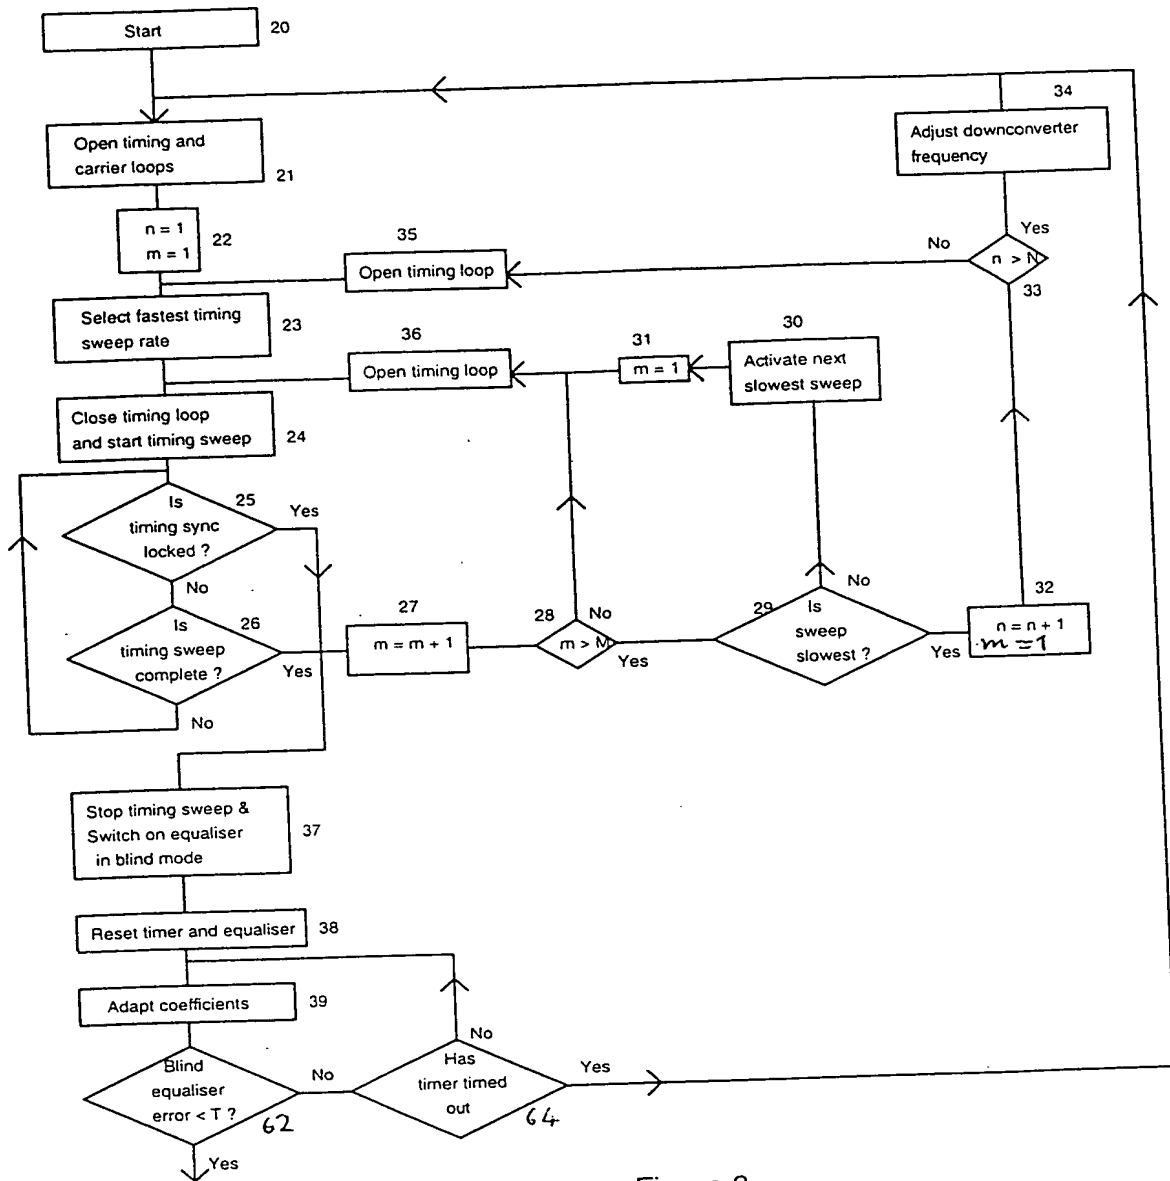 Start
20
34
Adjust downconverter
frequency
Open timing and
carrier loops
21
n = 1
m = 1
22
35
Open timing loop
No
Yes
n > N
33
Select fastest timing
sweep rate
23
36
Open timing loop
31
m = 1
30
Activate next
slowest sweep
Close timing loop
and start timing sweep
24
Is
timing sync
locked ?
25
Yes
No
Is
timing sweep
complete ?
26
Yes
No
27
m = m + 1
28
m > M
No
Yes
29
Is
sweep
slowest ?
No
Yes
32
n = n + 1
m = 1
Stop timing sweep &
Switch on equaliser
in blind mode
37
Reset timer and equaliser
38
Adapt coefficients
39
Blind
equaliser
error < T ?
62
No
Yes
Has
timer timed
out
64
No
Yes